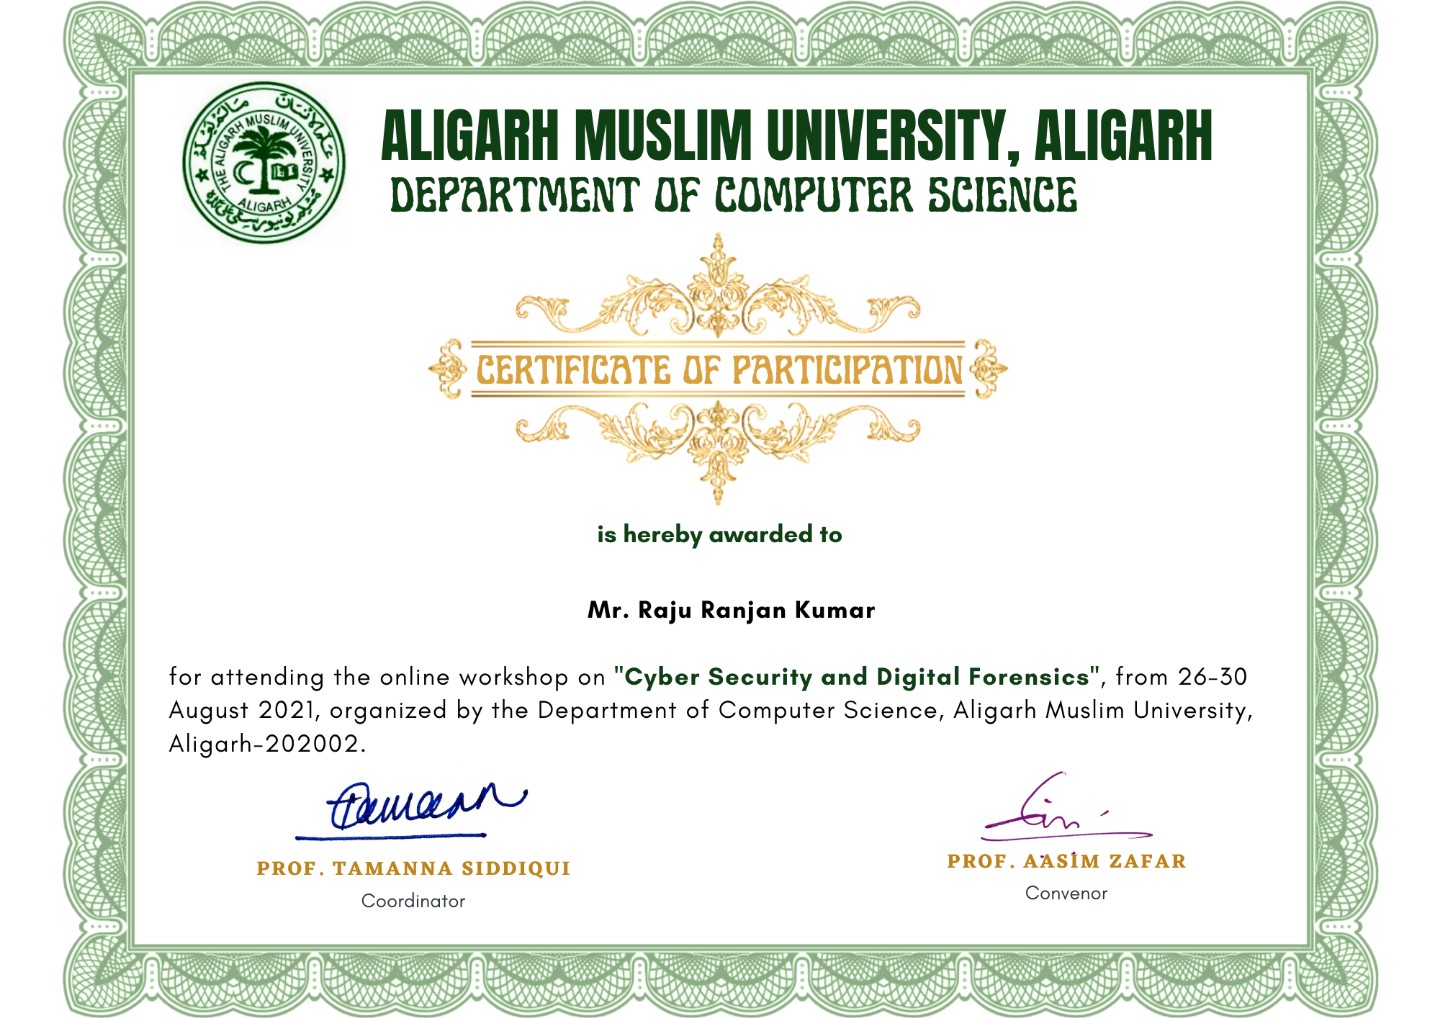 THE ALIGARH MUSLIM UNIVERSITY
ALIGARH
ALIGARH MUSLIM UNIVERSITY, ALIGARH
DEPARTMENT OF COMPUTER SCIENCE
CERTIFICATE OF PARTICIPATION
is hereby awarded to
Mr. Raju Ranjan Kumar
for attending the online workshop on "Cyber Security and Digital Forensics", from 26-30
August 2021, organized by the Department of Computer Science, Aligarh Muslim University,
Aligarh-202002.
Tamanna
PROF. TAMANNA SIDDIQUI
Coordinator
PROF. AASIM ZAFAR
Convenor